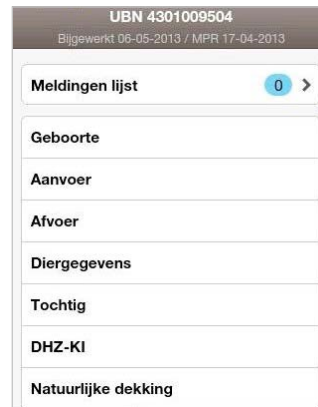 UBN 4301009504
Bijgewerkt 06-05-2013 / MPR 17-04-2013
Meldingen lijst 0
Geboorte
Aanvoer
Afvoer
Diergegevens
Tochtig
DHZ-KI
Natuurlijke dekking